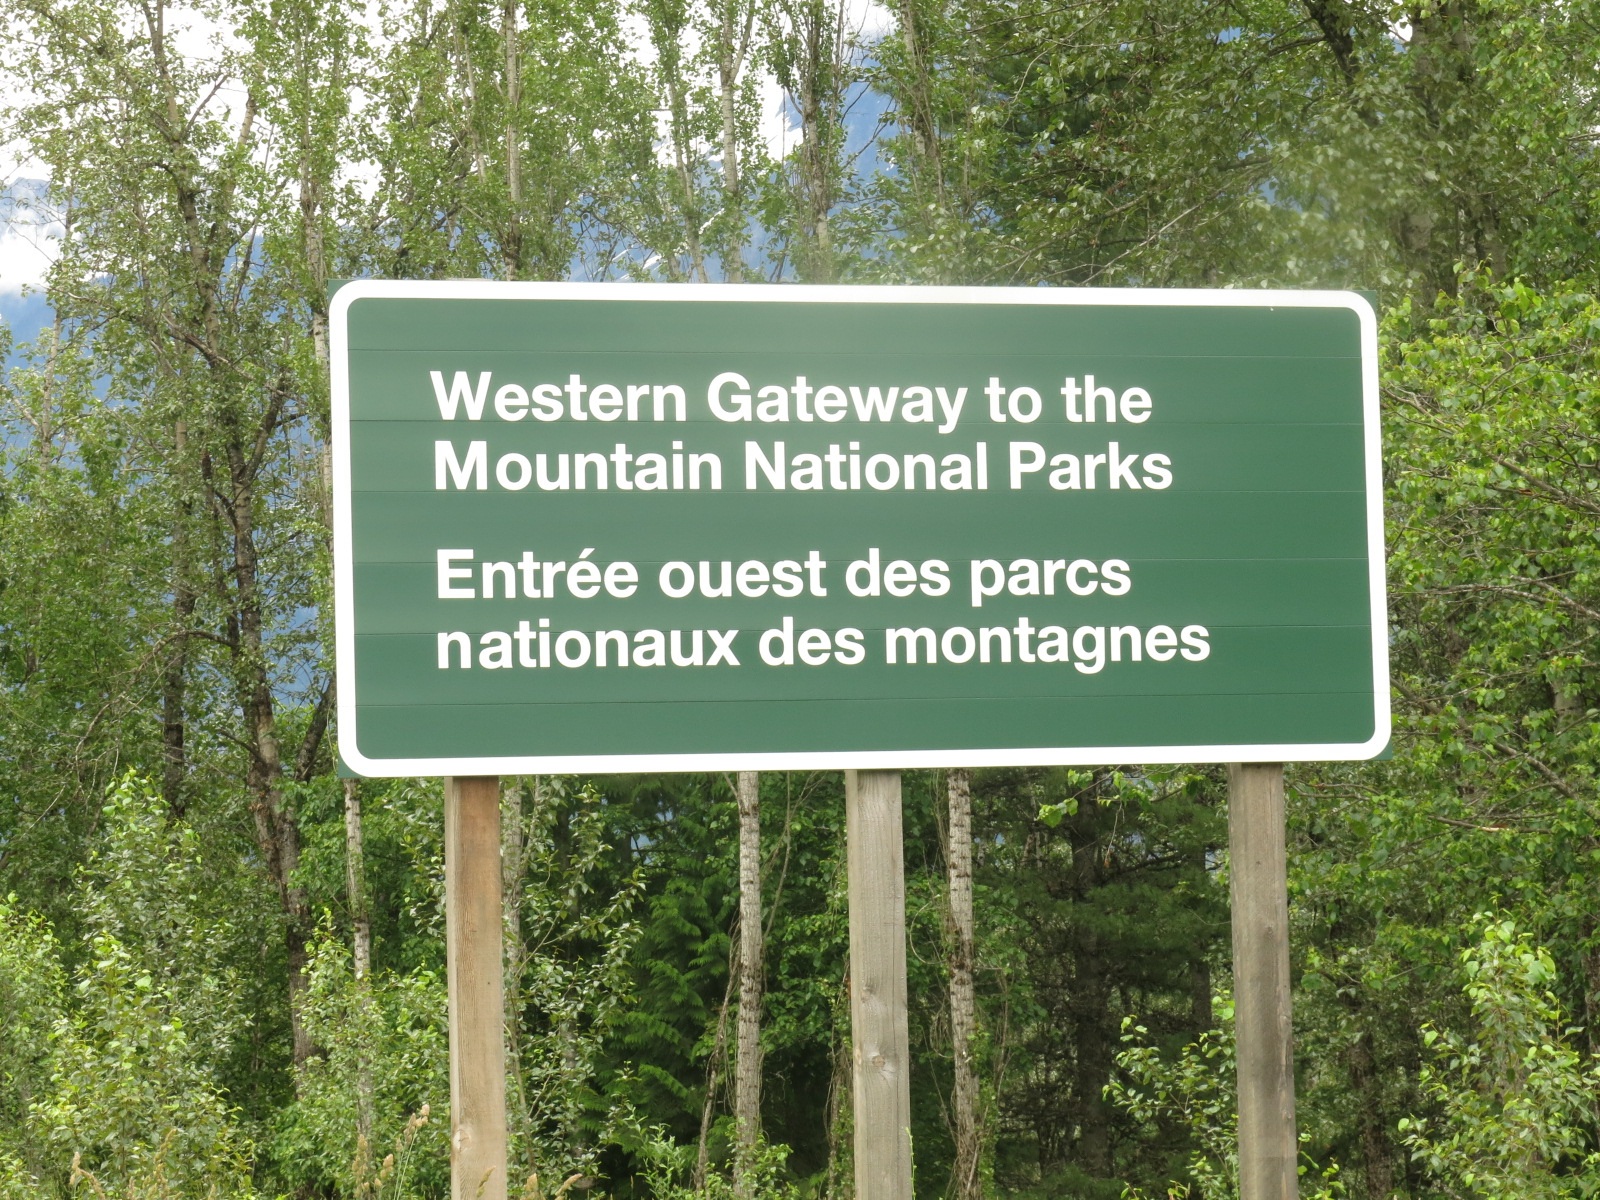 Western Gateway to the
Mountain National Parks
Entrée ouest des parcs
nationaux des montagnes